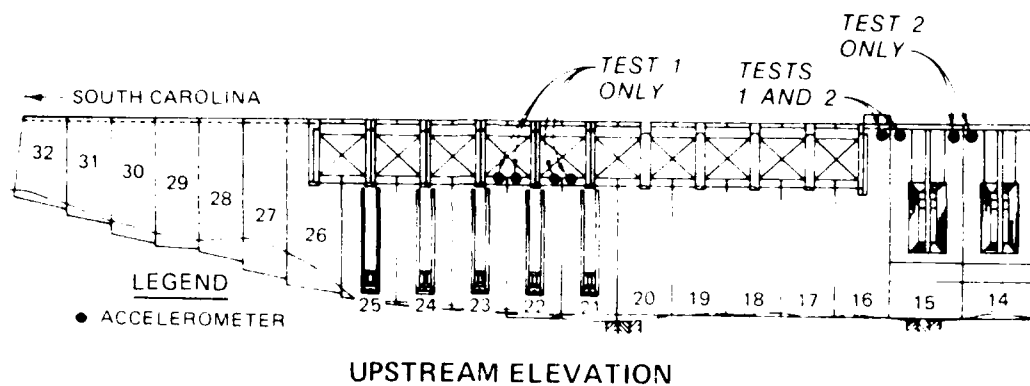 TEST 2
ONLY
TEST 1
ONLY
TESTS
1 AND 2
SOUTH CAROLINA
32
31
30
29
28
27
26
25
24
23
22
21
20
19
18
17
16
15
14
LEGEND
ACCELEROMETER
UPSTREAM ELEVATION